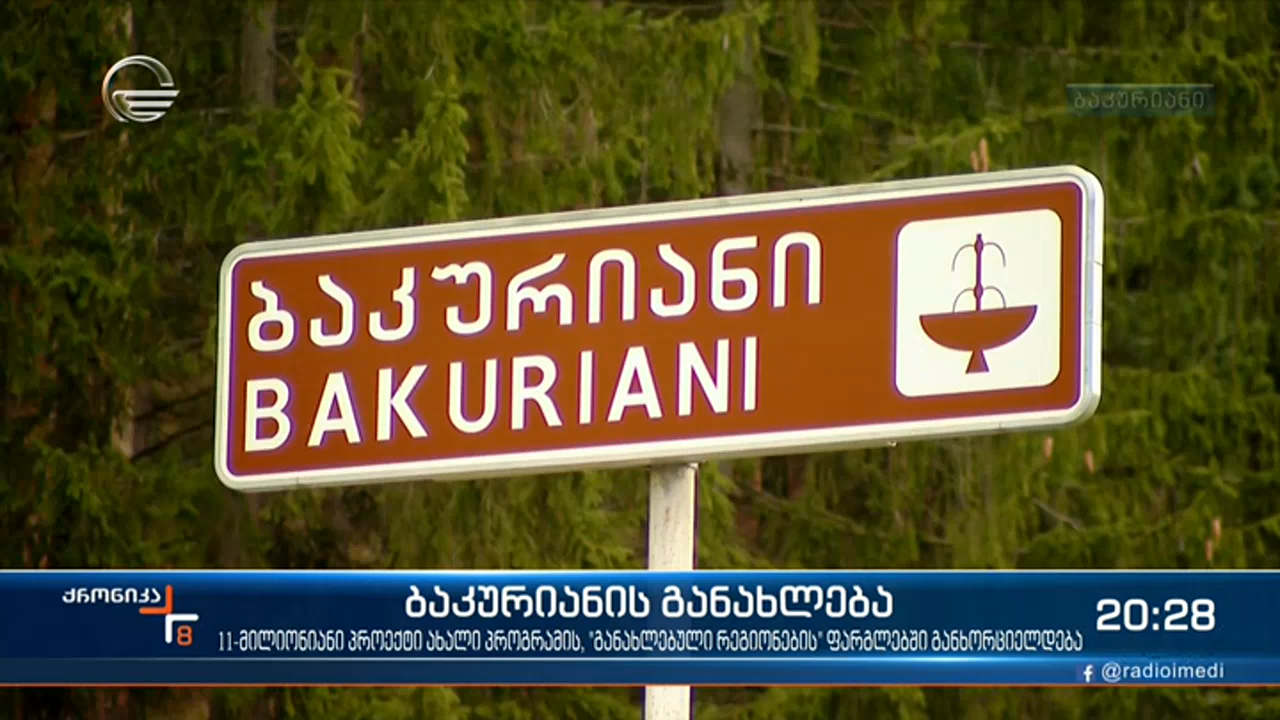 ბაკურიანი
ბაკურიანი
BAKURIANI
ქრონიკა
8
ბაკურიანის განახლება
11-მილიონიანი პროექტი ახალი პროგრამის, "განახლებული რეგიონების" ფარგლებში განხორციელდება
20:28
@radioimedi